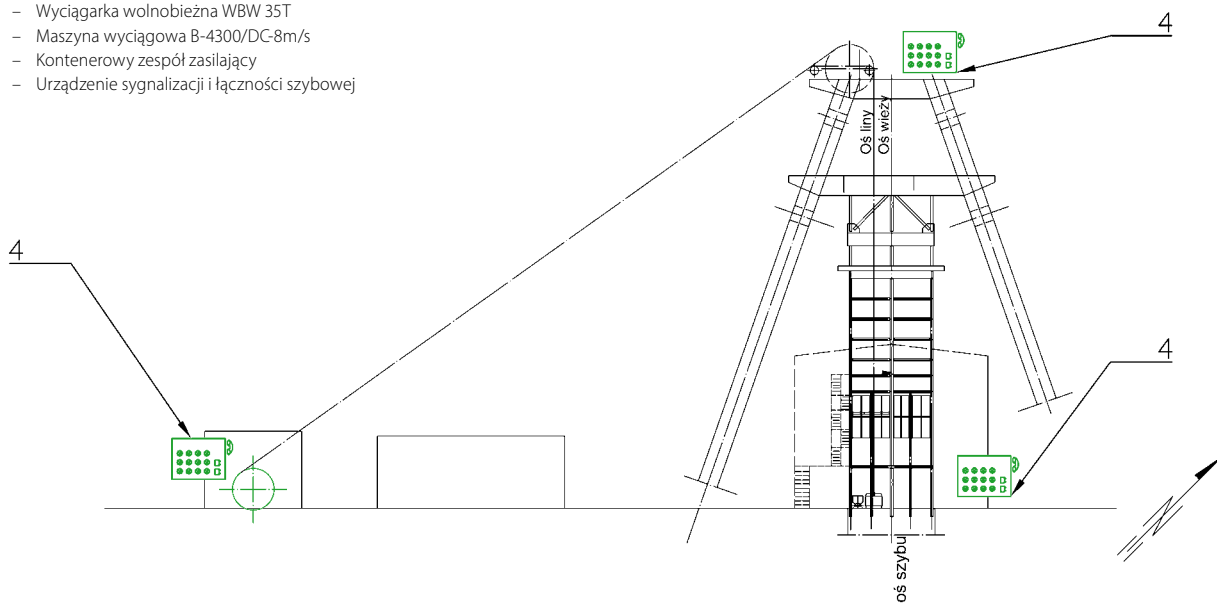 – Wyciągarka wolnobieżna WBW 35T
– Maszyna wyciągowa B-4300/DC-8m/s
– Kontenerowy zespół zasilający
– Urządzenie sygnalizacji i łączności szybowej
4
Oś liny
Oś wieży
4
4
oś szybu
N